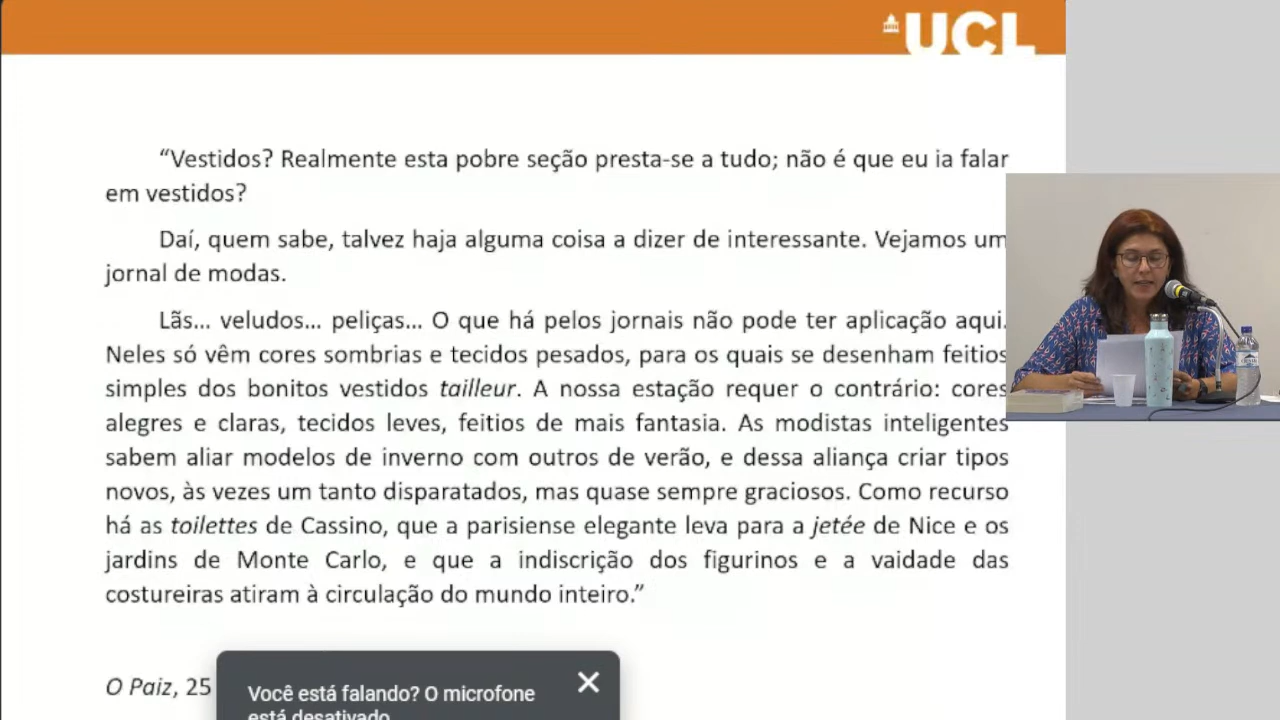 UCL
“Vestidos? Realmente esta pobre seção presta-se a tudo; não é que eu ia falar
em vestidos?
Daí, quem sabe, talvez haja alguma coisa a dizer de interessante. Vejamos um
jornal de modas.
Lãs... veludos... peliças... O que há pelos jornais não pode ter aplicação aqui.
Neles só vêm cores sombrias e tecidos pesados, para os quais se desenham feitios
simples dos bonitos vestidos tailleur. A nossa estação requer o contrário: cores
alegres e claras, tecidos leves, feitios de mais fantasia. As modistas inteligentes
sabem aliar modelos de inverno com outros de verão, e dessa aliança criar tipos
novos, às vezes um tanto disparatados, mas quase sempre graciosos. Como recurso
há as toilettes de Cassino, que a parisiense elegante leva para a jetée de Nice e os
jardins de Monte Carlo, e que a indiscrição dos figurinos e a vaidade das
costureiras atiram à circulação do mundo inteiro.”
O Paiz, 25
Você está falando? O microfone
está desativado